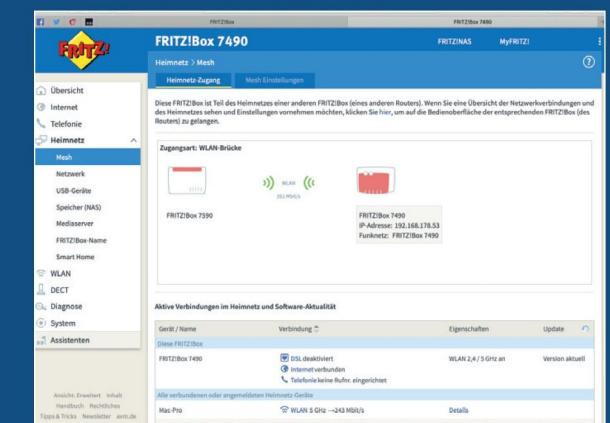 FRITZ!Box
FRITZ!Box 7490
FRITZ!
FRITZ!Box 7490
FRITZ!NAS
MyFRITZ!
Heimnetz > Mesh
Heimnetz-Zugang
Mesh Einstellungen
Übersicht
Internet
Telefonie
Heimnetz
Mesh
Netzwerk
USB-Geräte
Speicher (NAS)
Mediaserver
FRITZ!Box-Name
Smart Home
WLAN
DECT
Diagnose
System
Assistenten
Ansicht: Erweitert Inhalt
Handbuch Rechtliches
Tipps & Tricks Newsletter avm.de
Diese FRITZ!Box ist Teil des Heimnetzes einer anderen FRITZ!Box (eines anderen Routers). Wenn Sie eine Übersicht der Netzwerkverbindungen und
des Heimnetzes sehen und Einstellungen vornehmen möchten, klicken Sie hier, um auf die Bedienoberfläche der entsprechenden FRITZ!Box (des
Routers) zu gelangen.
Zugangsart: WLAN-Brücke
WLAN
FRITZ!Box 7590
FRITZ!Box 7490
IP-Adresse: 192.168.178.53
Funknetz: FRITZ!Box 7490
Aktive Verbindungen im Heimnetz und Software-Aktualität
Gerät / Name Verbindung Eigenschaften Update
Diese FRITZ!Box
FRITZ!Box 7490 DSL deaktiviert WLAN 2,4 / 5 GHz an Version aktuell
Internet verbunden
Telefonie keine Rufnr. eingerichtet
Alle verbundenen oder angemeldeten Heimnetz-Geräte
Mac-Pro WLAN 5 GHz → 243 Mbit/s Details